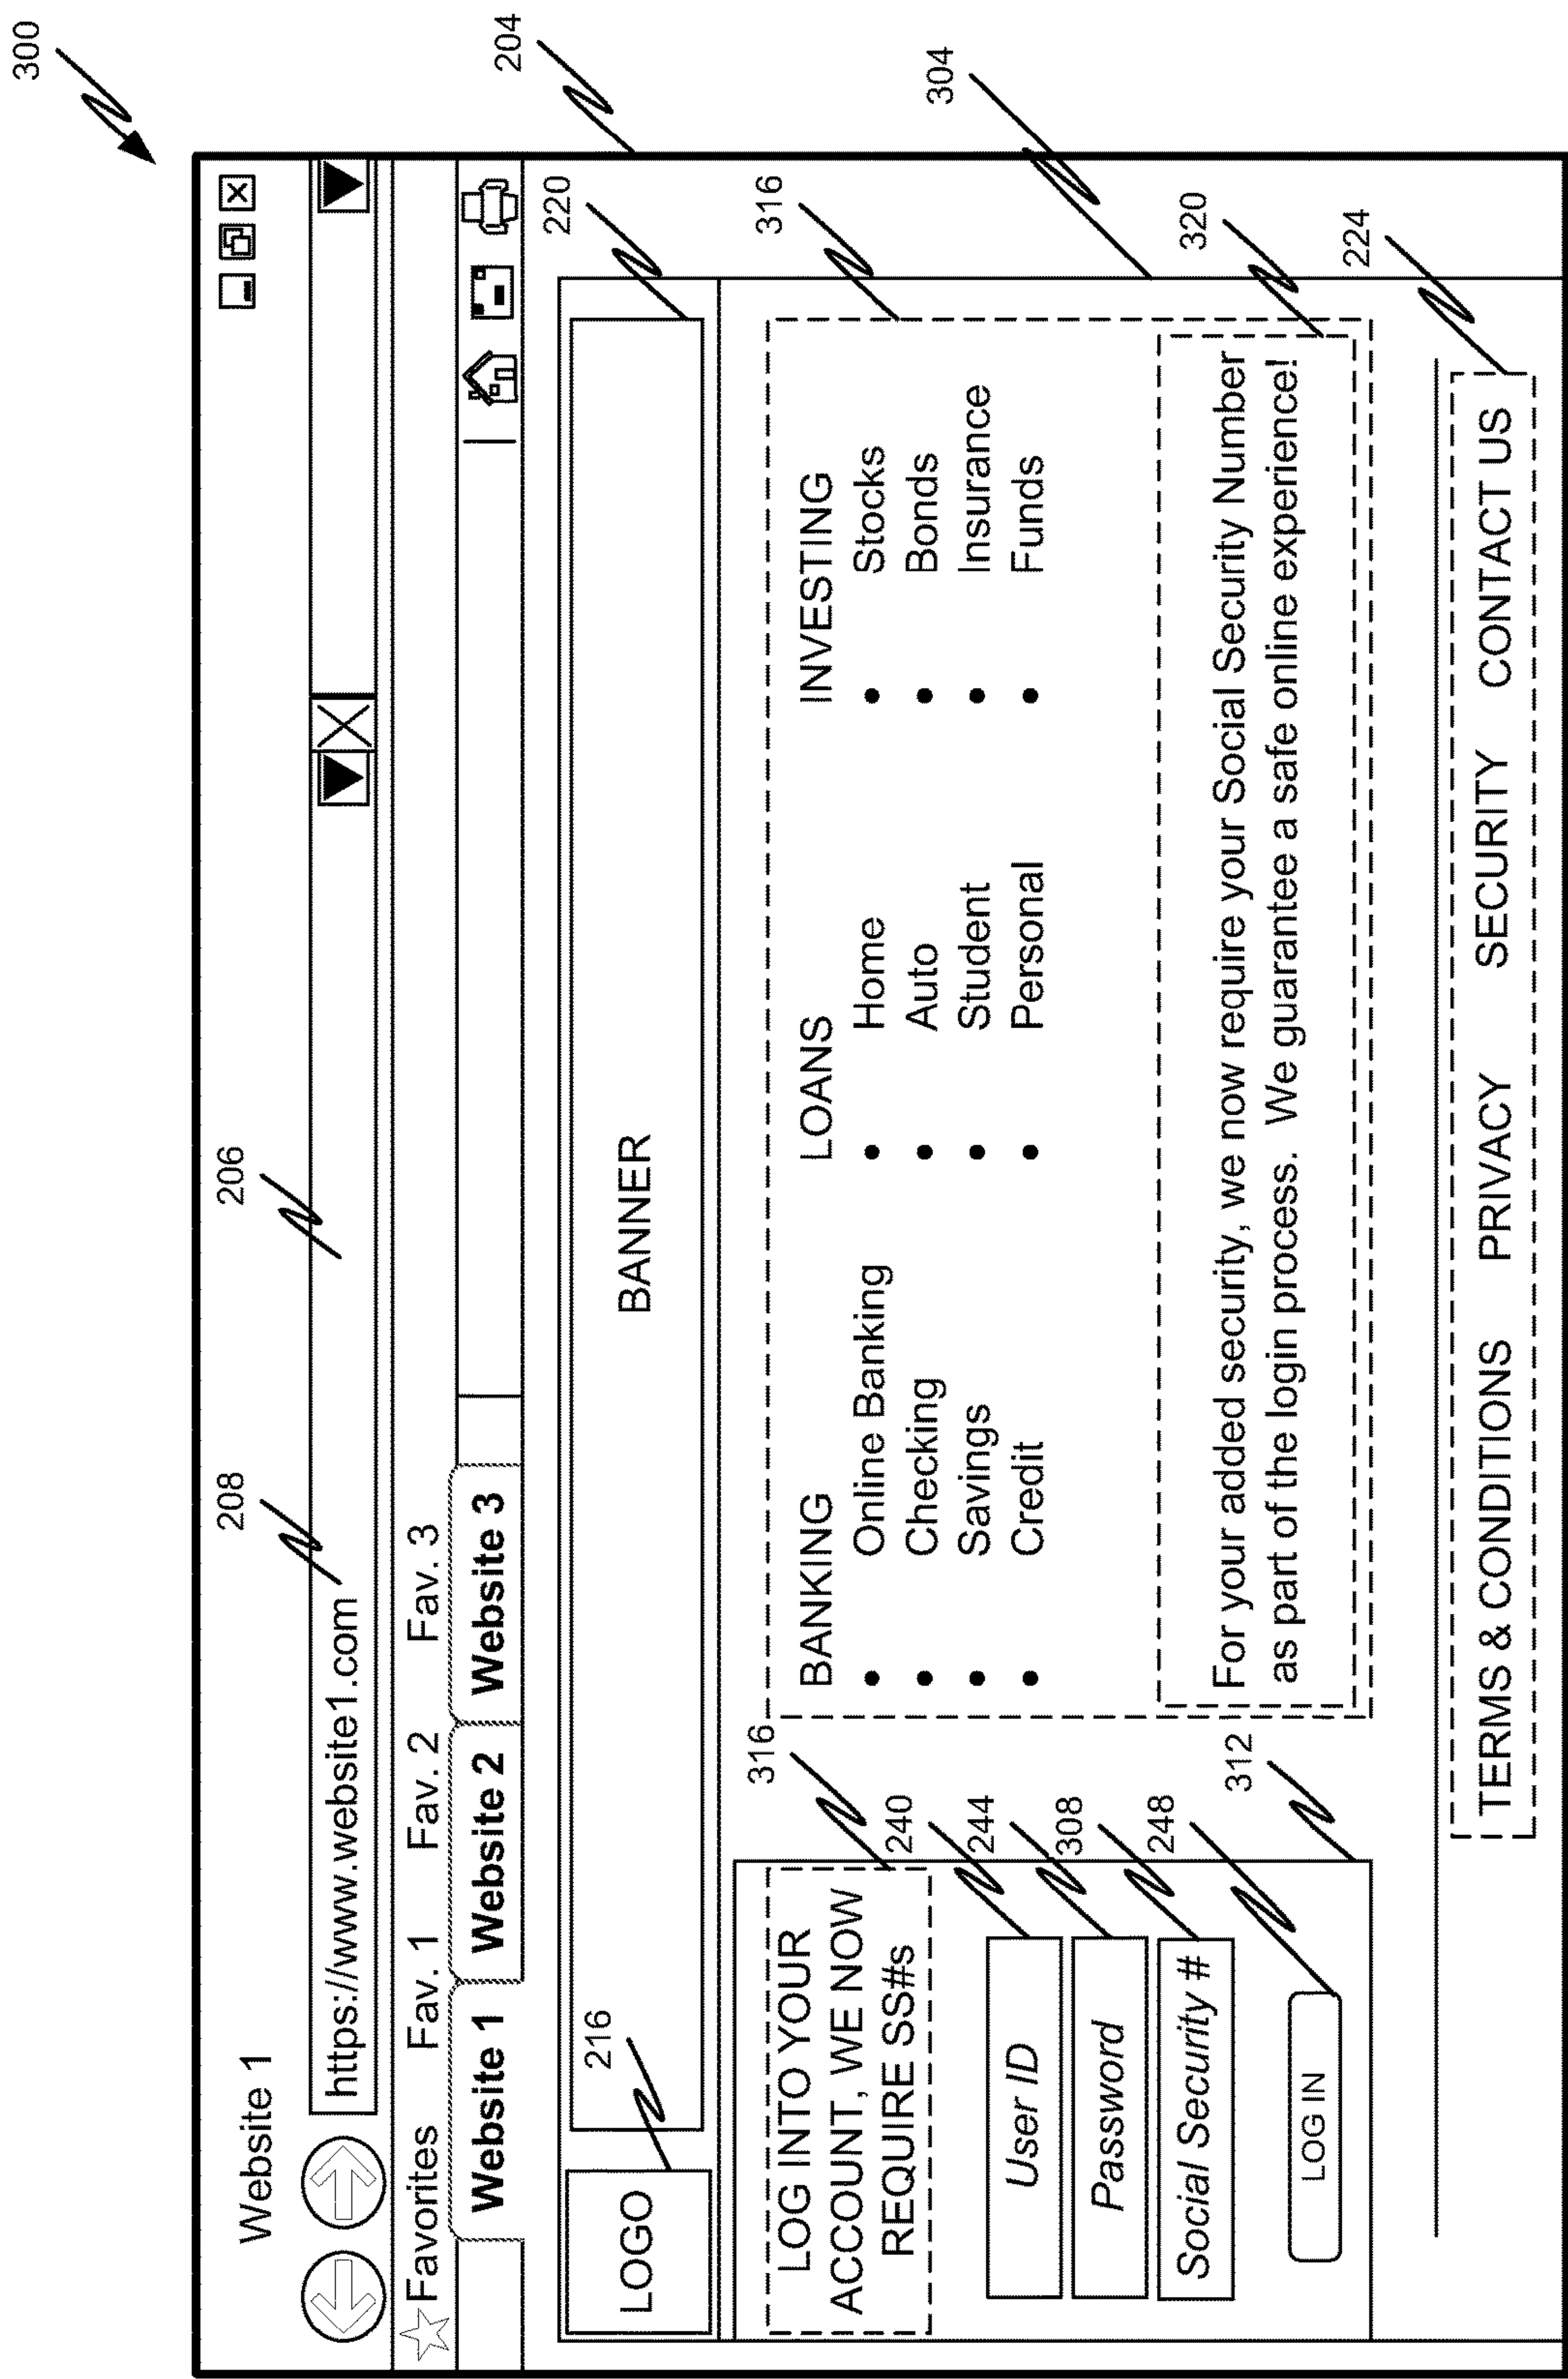 300
Website 1
208
206
204
https://www.website1.com
Favorites Fav. 1 Fav. 2 Fav. 3
Website 1 Website 2 Website 3
216
220
LOGO
BANNER
316
316
304
LOG INTO YOUR
ACCOUNT, WE NOW
REQUIRE SS#s
240
244
308
248
User ID
Password
Social Security #
LOG IN
312
BANKING LOANS INVESTING
• Online Banking • Home • Stocks
• Checking • Auto • Bonds
• Savings • Student • Insurance
• Credit • Personal • Funds
320
For your added security, we now require your Social Security Number
as part of the login process. We guarantee a safe online experience!
224
TERMS & CONDITIONS PRIVACY SECURITY CONTACT US